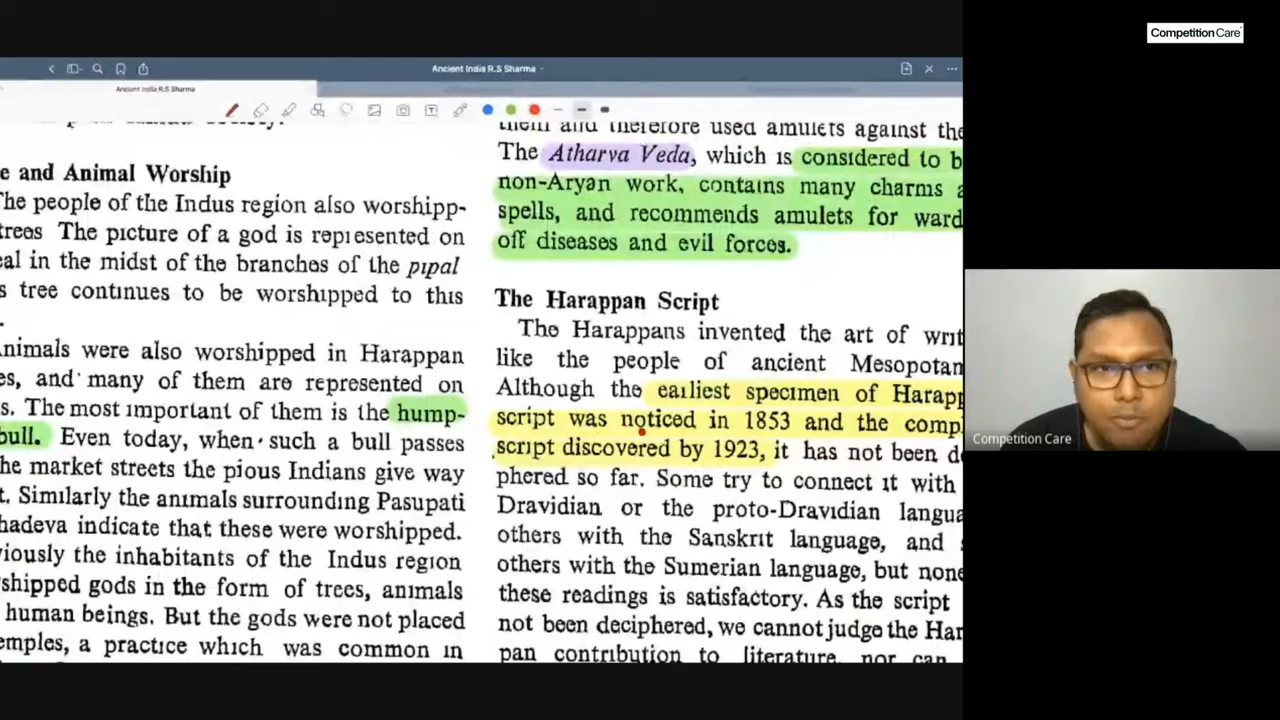 CompetitionCare
Ancient India R.S Sharma
Ancient India R.S Sharma
e and Animal Worship
The people of the Indus region also worshipp-
trees The picture of a god is represented on
eal in the midst of the branches of the pipal
s tree continues to be worshipped to this
.
Animals were also worshipped in Harappan
es, and many of them are represented on
s. The most important of them is the hump-
bull. Even today, when such a bull passes
he market streets the pious Indians give way
t. Similarly the animals surrounding Pasupati
hadeva indicate that these were worshipped.
viously the inhabitants of the Indus region
shipped gods in the form of trees, animals
human beings. But the gods were not placed
emples, a practice which was common in
them and therefore used amulets against the
The Atharva Veda, which is considered to b
non-Aryan work, contains many charms a
spells, and recommends amulets for ward
off diseases and evil forces.
The Harappan Script
The Harappans invented the art of writ
like the people of ancient Mesopotam
Although the earliest specimen of Harapp
script was noticed in 1853 and the compl
script discovered by 1923, it has not been de
phered so far. Some try to connect it with
Dravidian or the proto-Dravidian langua
others with the Sanskrit language, and s
others with the Sumerian language, but none
these readings is satisfactory. As the script
not been deciphered, we cannot judge the Har
pan contribution to literature, nor can
Competition Care